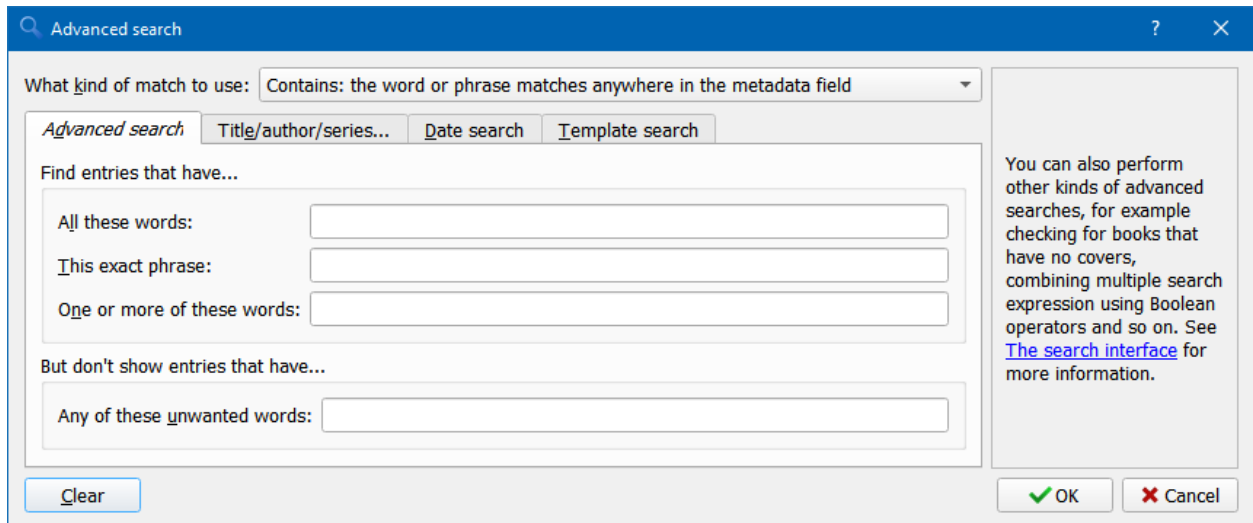 Advanced search
?
What kind of match to use: Contains: the word or phrase matches anywhere in the metadata field
Advanced search Title/author/series... Date search Template search
Find entries that have...
All these words:
This exact phrase:
One or more of these words:
But don't show entries that have...
Any of these unwanted words:
You can also perform
other kinds of advanced
searches, for example
checking for books that
have no covers,
combining multiple search
expression using Boolean
operators and so on. See
The search interface for
more information.
Clear
OK Cancel